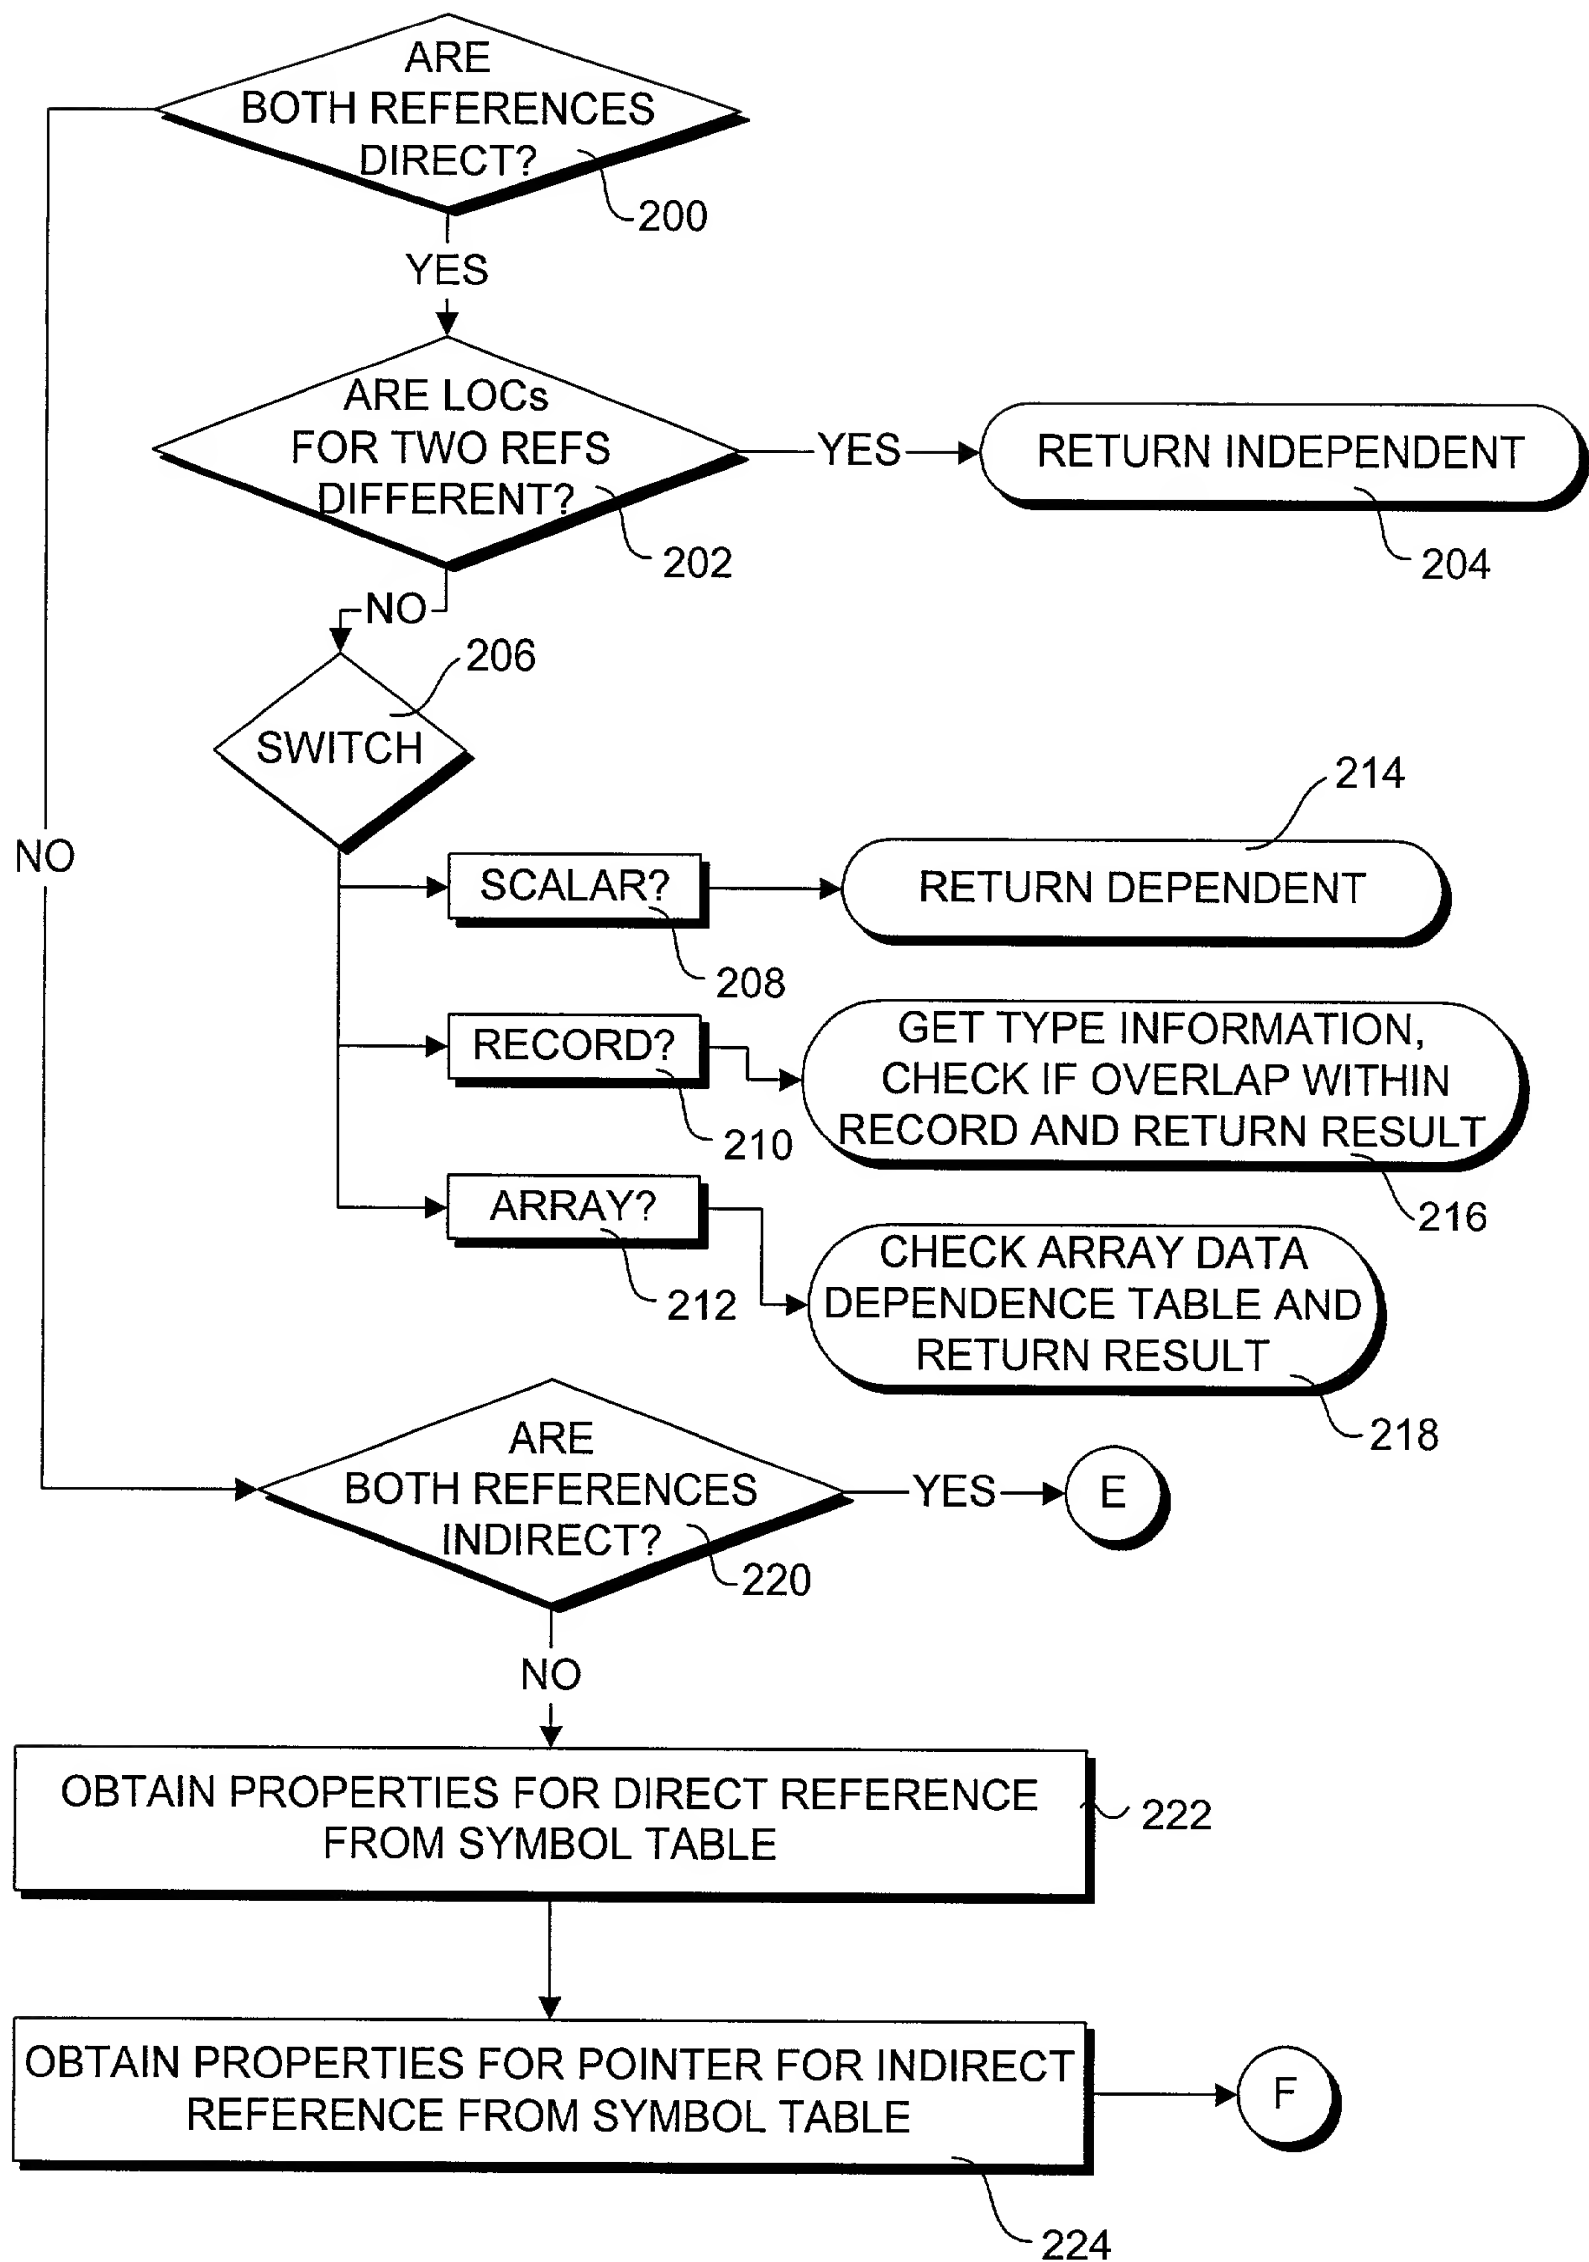 ARE
BOTH REFERENCES
DIRECT?
200
YES
ARE LOCs
FOR TWO REFS
DIFFERENT?
202
YES
RETURN INDEPENDENT
204
NO
206
SWITCH
NO
214
SCALAR?
208
RETURN DEPENDENT
RECORD?
210
GET TYPE INFORMATION,
CHECK IF OVERLAP WITHIN
RECORD AND RETURN RESULT
216
ARRAY?
212
CHECK ARRAY DATA
DEPENDENCE TABLE AND
RETURN RESULT
218
ARE
BOTH REFERENCES
INDIRECT?
220
YES
E
NO
OBTAIN PROPERTIES FOR DIRECT REFERENCE
FROM SYMBOL TABLE
222
OBTAIN PROPERTIES FOR POINTER FOR INDIRECT
REFERENCE FROM SYMBOL TABLE
224
F